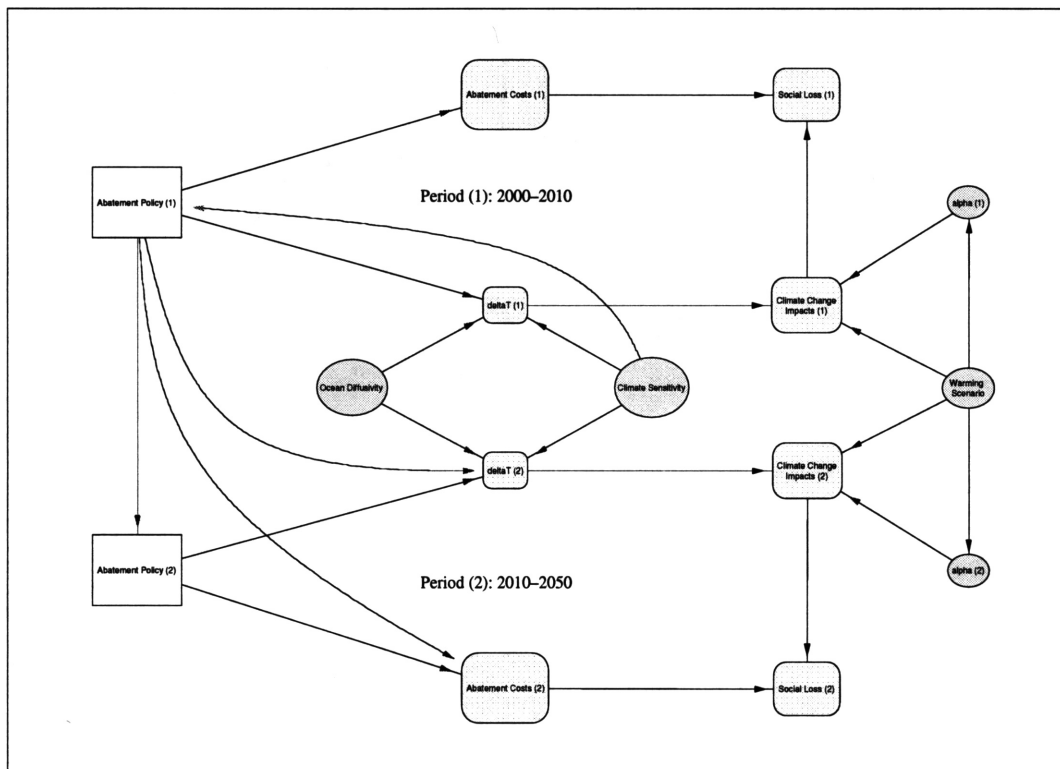 Abatement Costs (1)
Social Loss (1)
Abatement Policy (1)
Period (1): 2000–2010
alpha (1)
deltaT (1)
Climate Change
Impacts (1)
Ocean Diffusivity
Climate Sensitivity
Warming
Scenario
deltaT (2)
Climate Change
Impacts (2)
Abatement Policy (2)
Period (2): 2010–2050
alpha (2)
Abatement Costs (2)
Social Loss (2)